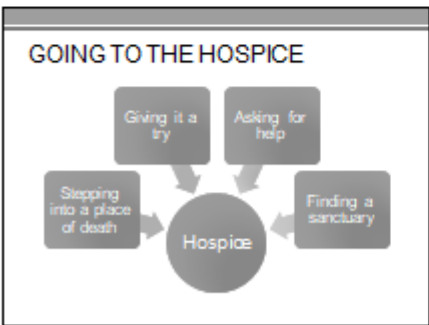 GOING TO THE HOSPICE
Giving it a
try
Asking for
help
Stepping
into a place
of death
Finding a
sanctuary
Hospice